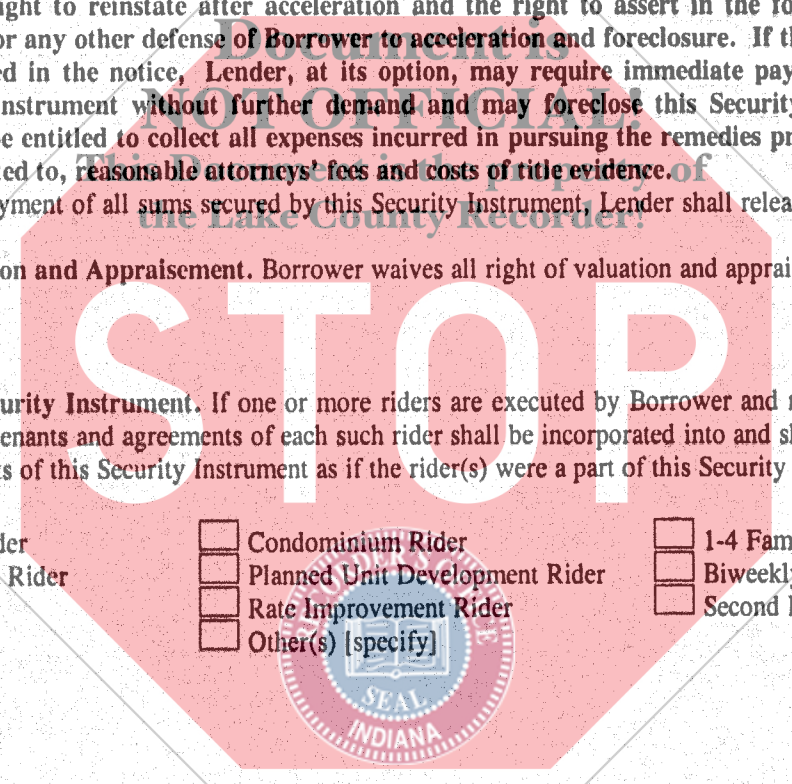 ght to reinstate after acceleration and the right to assert in the fo
or any other defense of Borrower to acceleration and foreclosure. If th
ed in the notice, Lender, at its option, may require immediate pay
nstrument without further demand and may foreclose this Security
e entitled to collect all expenses incurred in pursuing the remedies pr
ted to, reasonable attorneys' fees and costs of title evidence.
yment of all sums secured by this Security Instrument, Lender shall relea
Document is
NOT OFFICIAL!
This Document is the property of
the Lake County Recorder!
on and Appraisement. Borrower waives all right of valuation and apprai
STOP
urity Instrument. If one or more riders are executed by Borrower and r
enants and agreements of each such rider shall be incorporated into and sh
ts of this Security Instrument as if the rider(s) were a part of this Security
der Condominium Rider 1-4 Fam
Rider Planned Unit Development Rider Biweekly
Rate Improvement Rider Second
Other(s) [specify]
RECORDER'S OFFICE
SEAL
INDIANA